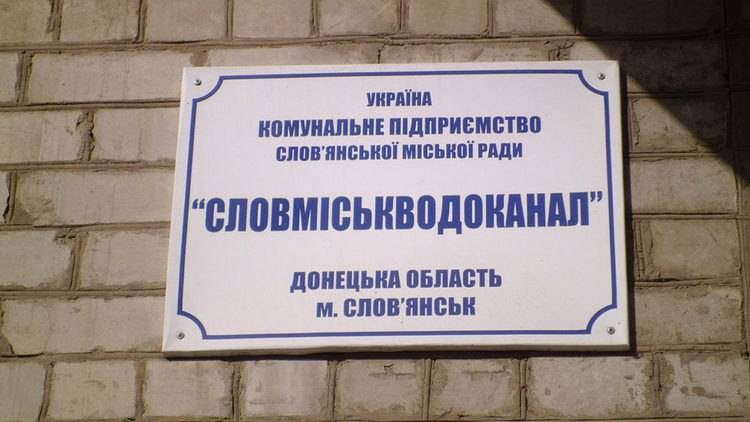 УКРАЇНА
КОМУНАЛЬНЕ ПІДПРИЄМСТВО
СЛОВ'ЯНСЬКОЇ МІСЬКОЇ РАДИ
"СЛОВМІСЬКВОДОКАНАЛ"
ДОНЕЦЬКА ОБЛАСТЬ
м. СЛОВ'ЯНСЬК